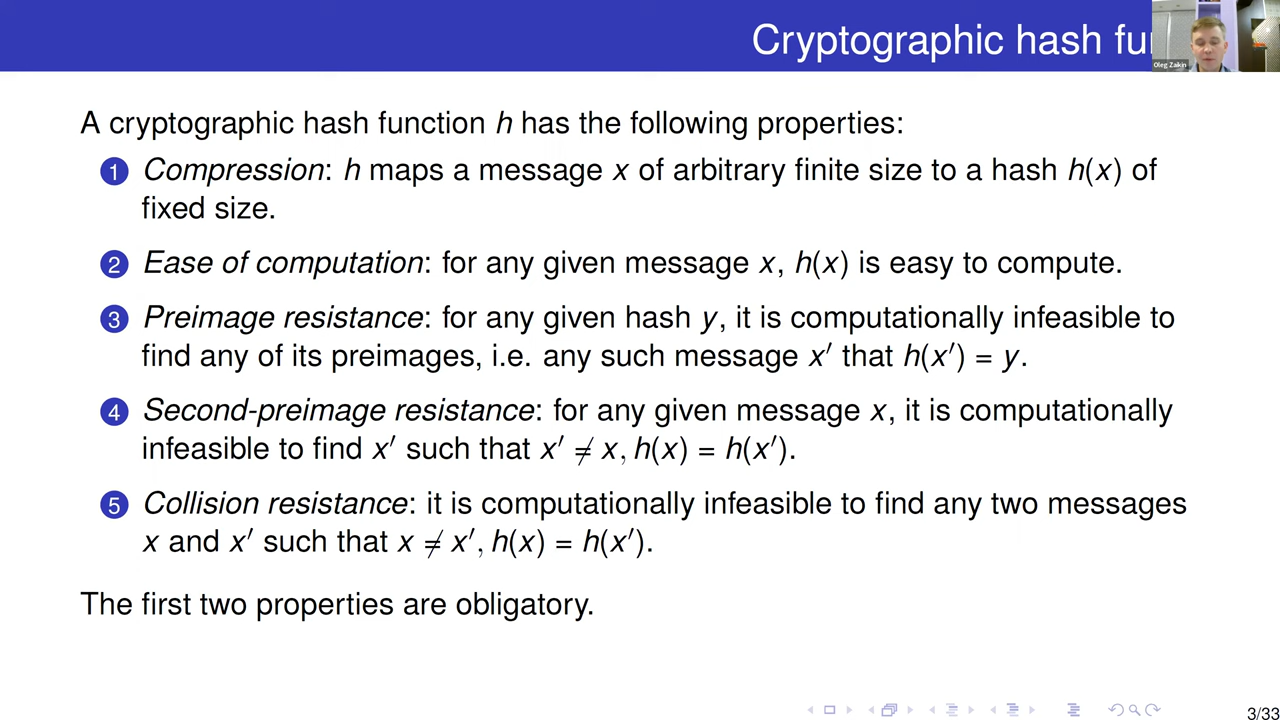 Cryptographic hash fu
Oleg Zaikin
A cryptographic hash function h has the following properties:
1 Compression: h maps a message x of arbitrary finite size to a hash h(x) of
fixed size.
2 Ease of computation: for any given message x, h(x) is easy to compute.
3 Preimage resistance: for any given hash y, it is computationally infeasible to
find any of its preimages, i.e. any such message x′ that h(x′) = y.
4 Second-preimage resistance: for any given message x, it is computationally
infeasible to find x′ such that x′ ≠ x, h(x) = h(x′).
5 Collision resistance: it is computationally infeasible to find any two messages
x and x′ such that x ≠ x′, h(x) = h(x′).
The first two properties are obligatory.
3/33